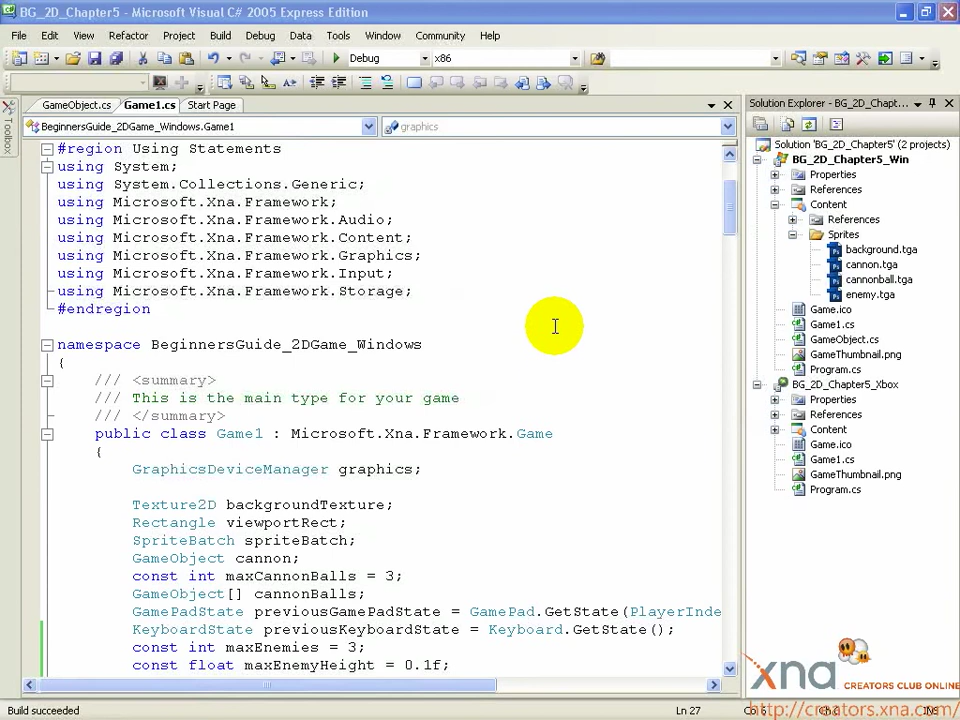 BG_2D_Chapter5 - Microsoft Visual C# 2005 Express Edition
File Edit View Refactor Project Build Debug Data Tools Window Community Help
Debug x86
GameObject.cs Game1.cs Start Page
BeginnersGuide_2DGame_Windows.Game1 graphics
Toolbox
#region Using Statements
using System;
using System.Collections.Generic;
using Microsoft.Xna.Framework;
using Microsoft.Xna.Framework.Audio;
using Microsoft.Xna.Framework.Content;
using Microsoft.Xna.Framework.Graphics;
using Microsoft.Xna.Framework.Input;
using Microsoft.Xna.Framework.Storage;
#endregion
namespace BeginnersGuide_2DGame_Windows
{
/// <summary>
/// This is the main type for your game
/// </summary>
public class Game1 : Microsoft.Xna.Framework.Game
{
GraphicsDeviceManager graphics;
Texture2D backgroundTexture;
Rectangle viewportRect;
SpriteBatch spriteBatch;
GameObject cannon;
const int maxCannonBalls = 3;
GameObject[] cannonBalls;
GamePadState previousGamePadState = GamePad.GetState(PlayerInde
KeyboardState previousKeyboardState = Keyboard.GetState();
const int maxEnemies = 3;
const float maxEnemyHeight = 0.1f;
Solution Explorer - BG_2D_Chapt...
Solution 'BG_2D_Chapter5' (2 projects)
BG_2D_Chapter5_Win
Properties
References
Content
References
Sprites
background.tga
cannon.tga
cannonball.tga
enemy.tga
Game.ico
Game1.cs
GameObject.cs
GameThumbnail.png
Program.cs
BG_2D_Chapter5_Xbox
Properties
References
Content
Game.ico
Game1.cs
GameThumbnail.png
Program.cs
xna CREATORS CLUB ONLINE
http://creators.xna.com/
Build succeeded Ln 27 Col 6